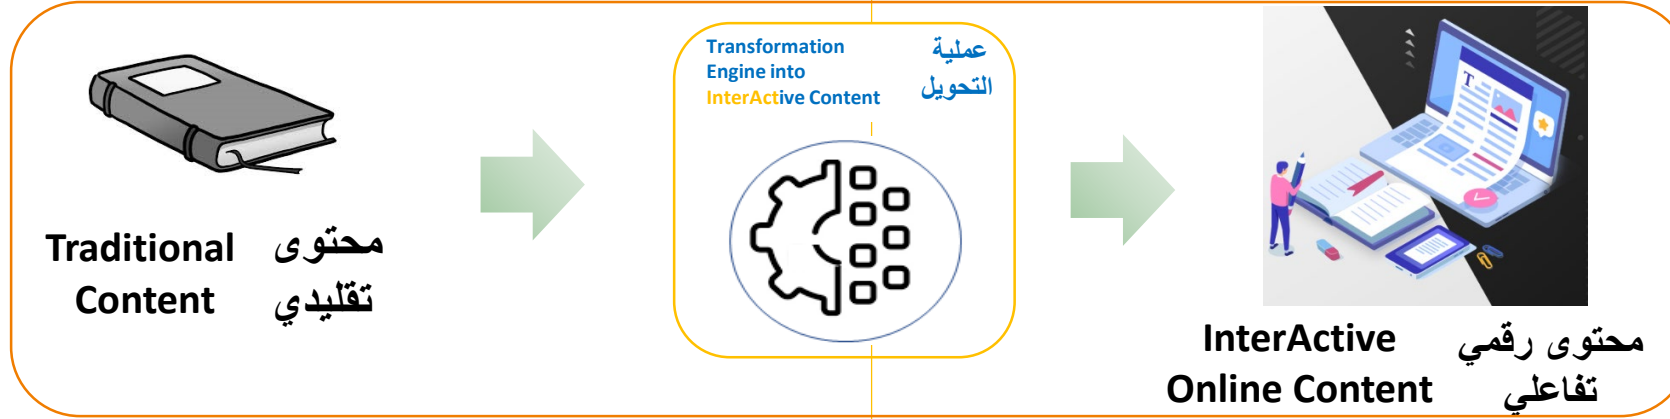 Traditional
Content
محتوى
تقليدي
Transformation
Engine into
InterActive Content
عملية
التحويل
T
InterActive
Online Content
محتوى رقمي
تفاعلي